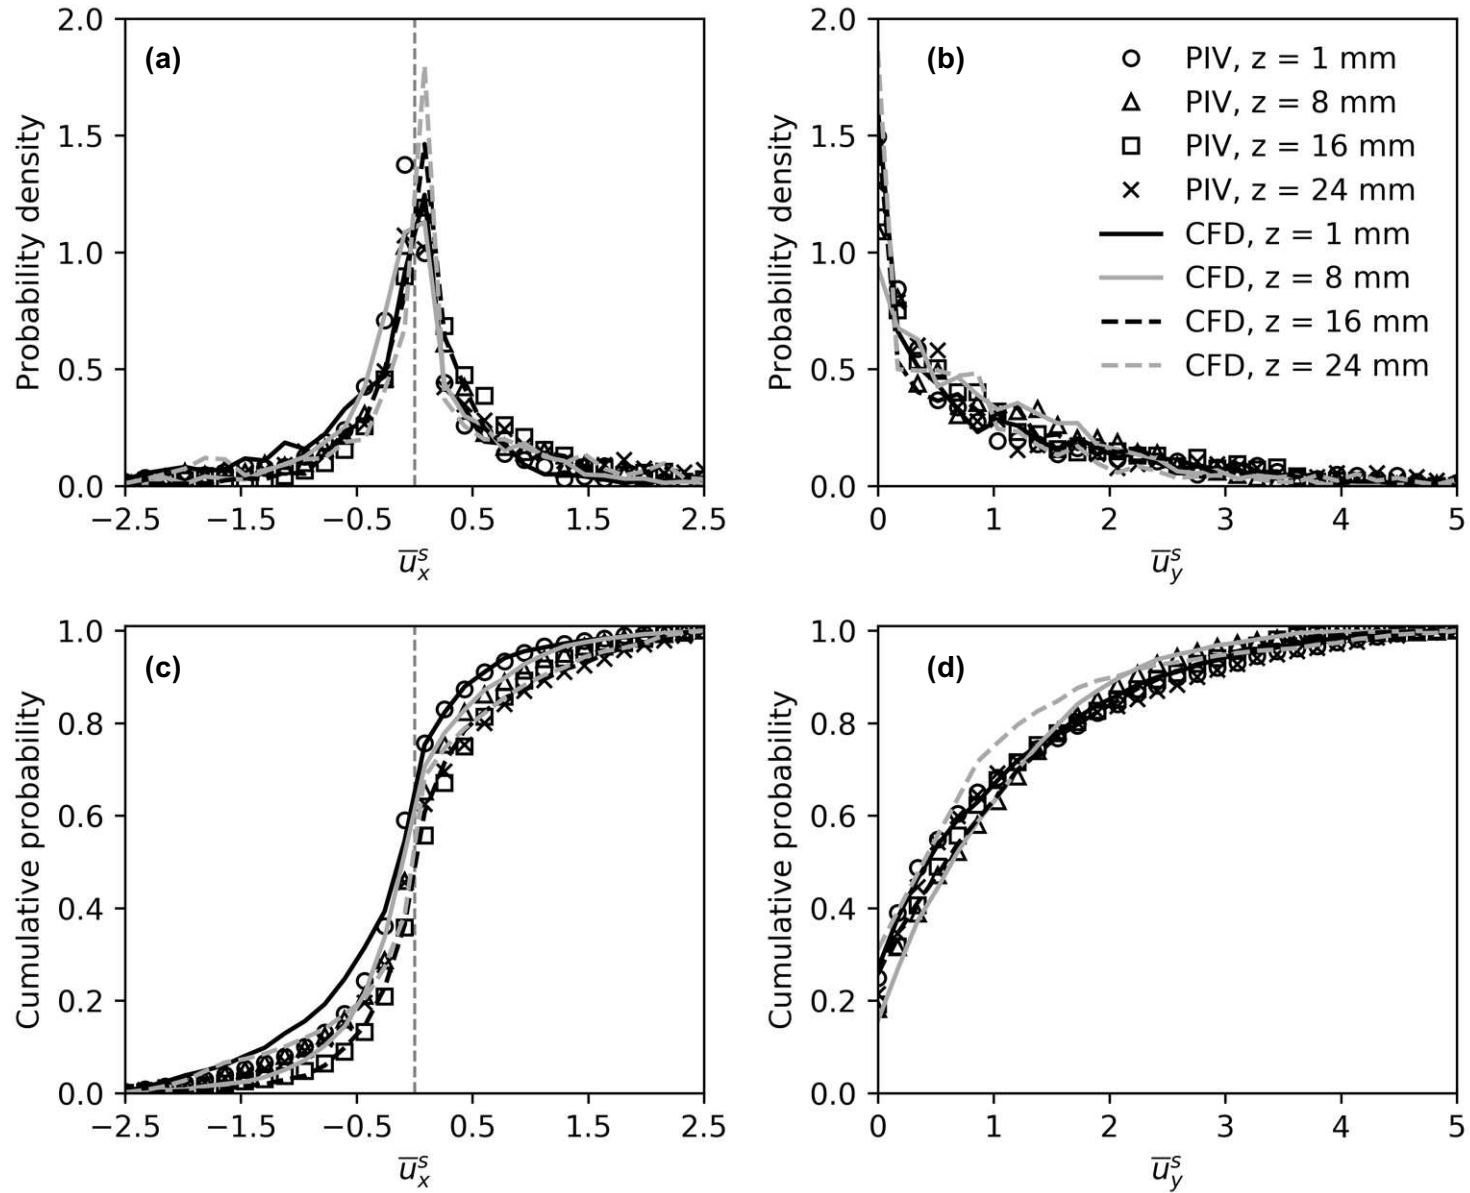 (a)
2.0
1.5
1.0
0.5
0.0
Probability density
−2.5 −1.5 −0.5 0.5 1.5 2.5
u̅ₓˢ
(b)
2.0
1.5
1.0
0.5
0.0
Probability density
PIV, z = 1 mm
PIV, z = 8 mm
PIV, z = 16 mm
PIV, z = 24 mm
CFD, z = 1 mm
CFD, z = 8 mm
CFD, z = 16 mm
CFD, z = 24 mm
0 1 2 3 4 5
u̅_yˢ
(c)
1.0
0.8
0.6
0.4
0.2
0.0
Cumulative probability
−2.5 −1.5 −0.5 0.5 1.5 2.5
u̅ₓˢ
(d)
1.0
0.8
0.6
0.4
0.2
0.0
Cumulative probability
0 1 2 3 4 5
u̅_yˢ